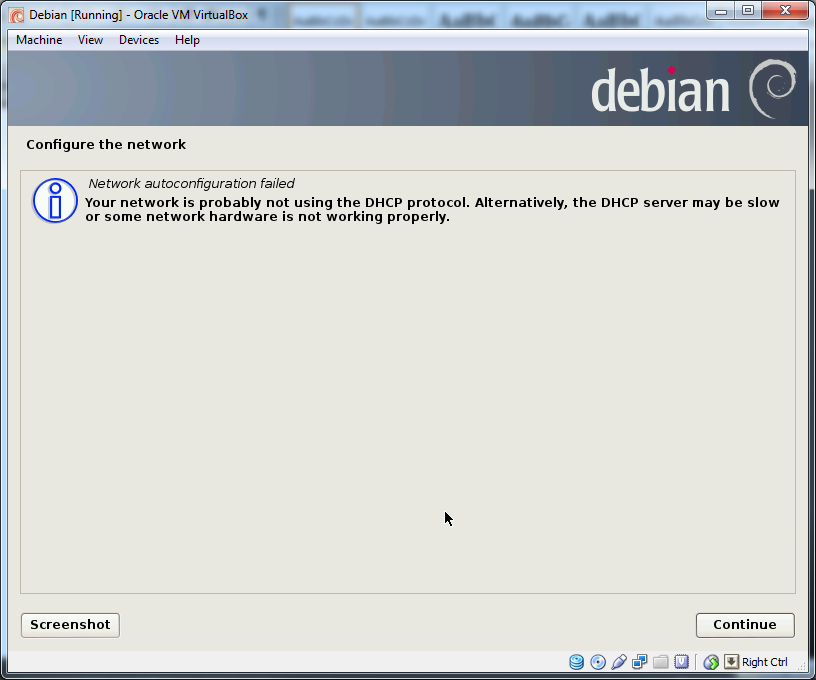 Debian [Running] - Oracle VM VirtualBox
Machine View Devices Help
debian
Configure the network
Network autoconfiguration failed
Your network is probably not using the DHCP protocol. Alternatively, the DHCP server may be slow
or some network hardware is not working properly.
Screenshot Continue
Right Ctrl